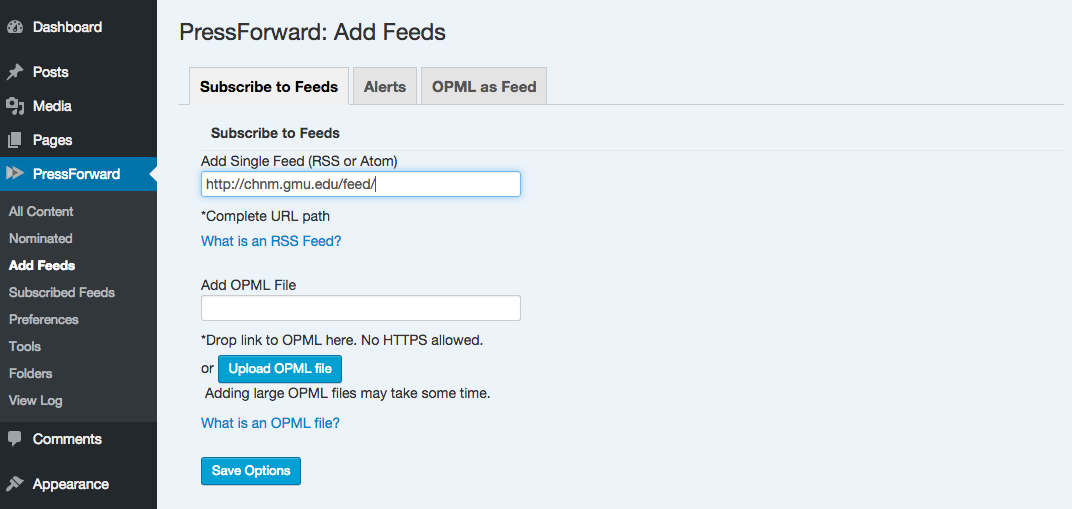 Dashboard
Posts
Media
Pages
PressForward
All Content
Nominated
Add Feeds
Subscribed Feeds
Preferences
Tools
Folders
View Log
Comments
Appearance
PressForward: Add Feeds
Subscribe to Feeds
Alerts
OPML as Feed
Subscribe to Feeds
Add Single Feed (RSS or Atom)
http://chnm.gmu.edu/feed/
*Complete URL path
What is an RSS Feed?
Add OPML File
*Drop link to OPML here. No HTTPS allowed.
or Upload OPML file
Adding large OPML files may take some time.
What is an OPML file?
Save Options